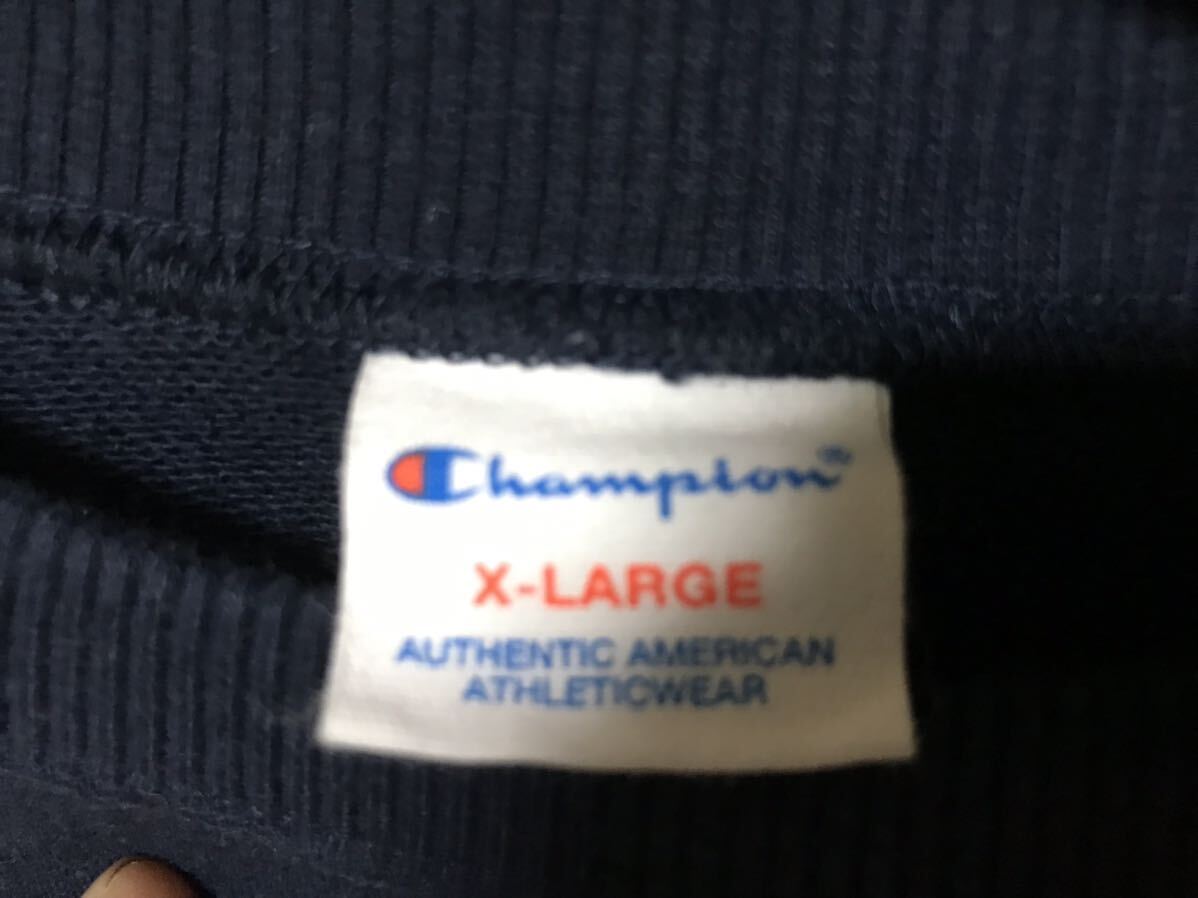 Champion®
X-LARGE
AUTHENTIC AMERICAN
ATHLETICWEAR